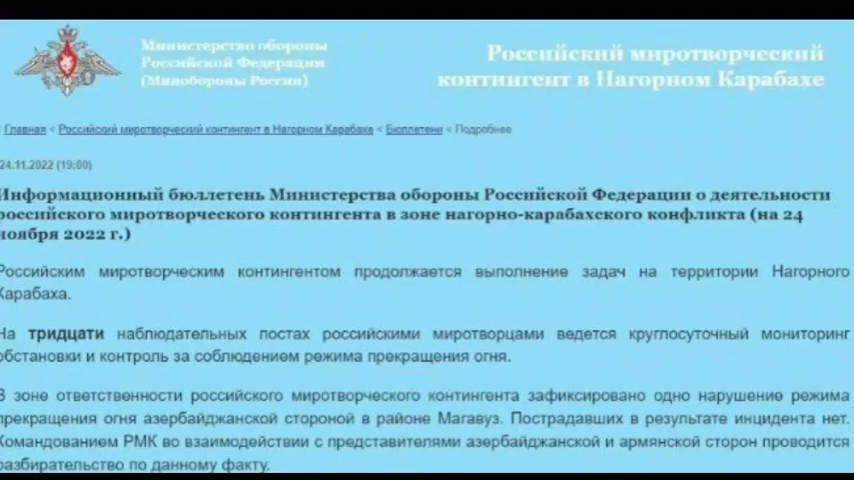 Министерство обороны
Российской Федерации
(Минобороны России)
Российский миротворческий
контингент в Нагорном Карабахе
< Главная < Российский миротворческий контингент в Нагорном Карабахе < Бюллетени < Подробнее
24.11.2022 (19:00)
Информационный бюллетень Министерства обороны Российской Федерации о деятельности
российского миротворческого контингента в зоне нагорно-карабахского конфликта (на 24
ноября 2022 г.)
Российским миротворческим контингентом продолжается выполнение задач на территории Нагорного
Карабаха.
На тридцати наблюдательных постах российскими миротворцами ведется круглосуточный мониторинг
обстановки и контроль за соблюдением режима прекращения огня.
В зоне ответственности российского миротворческого контингента зафиксировано одно нарушение режима
прекращения огня азербайджанской стороной в районе Магавуз. Пострадавших в результате инцидента нет.
Командованием РМК во взаимодействии с представителями азербайджанской и армянской сторон проводится
разбирательство по данному факту.